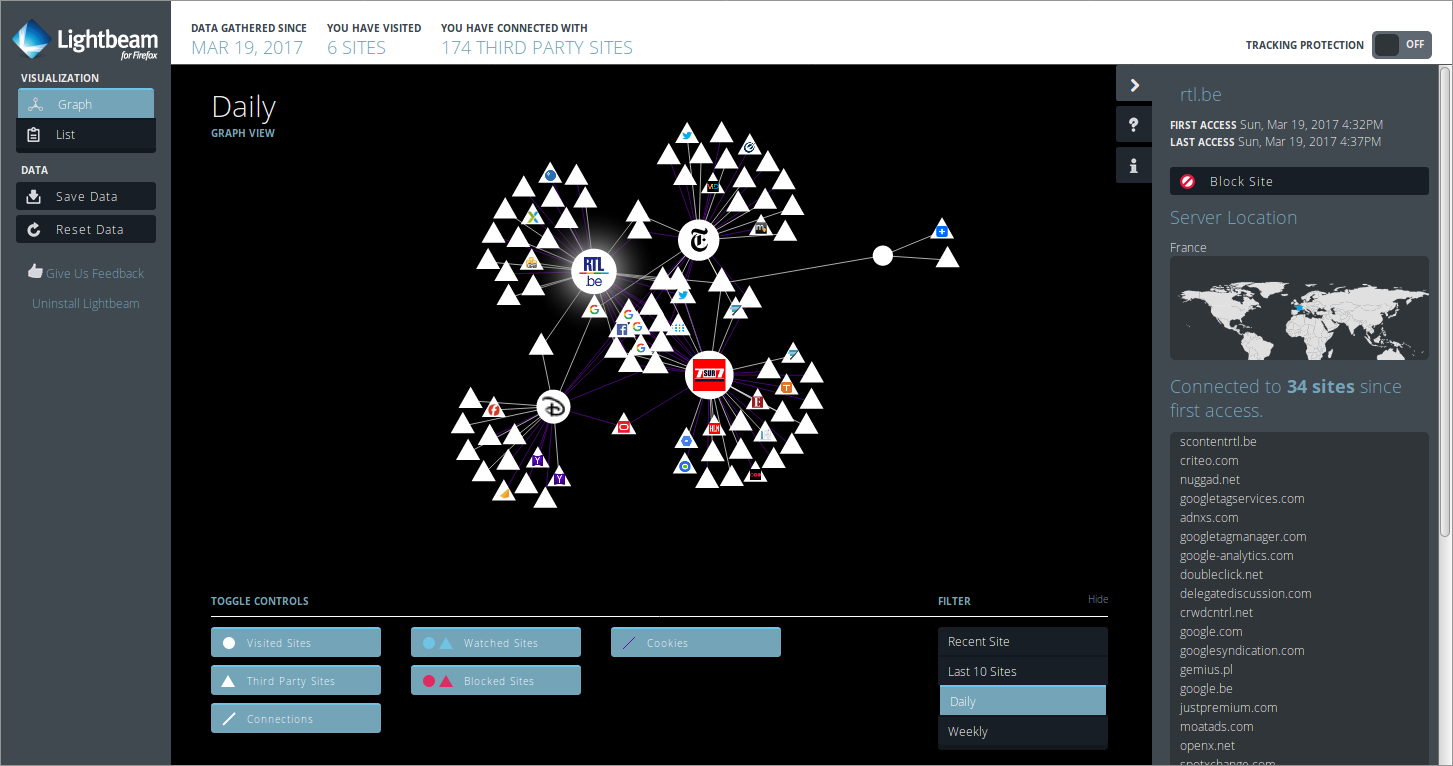 Lightbeam
for Firefox
VISUALIZATION
Graph
List
DATA
Save Data
Reset Data
Give Us Feedback
Uninstall Lightbeam
DATA GATHERED SINCE
MAR 19, 2017
YOU HAVE VISITED
6 SITES
YOU HAVE CONNECTED WITH
174 THIRD PARTY SITES
TRACKING PROTECTION
OFF
Daily
GRAPH VIEW
RTL
.be
7SUR7
TOGGLE CONTROLS
Visited Sites
Third Party Sites
Connections
Watched Sites
Blocked Sites
Cookies
FILTER
Hide
Recent Site
Last 10 Sites
Daily
Weekly
rtl.be
FIRST ACCESS Sun, Mar 19, 2017 4:32PM
LAST ACCESS Sun, Mar 19, 2017 4:37PM
Block Site
Server Location
France
Connected to 34 sites since
first access.
scontentrtl.be
criteo.com
nuggad.net
googletagservices.com
adnxs.com
googletagmanager.com
google-analytics.com
doubleclick.net
delegatediscussion.com
crwdcntrl.net
google.com
googlesyndication.com
gemius.pl
google.be
justpremium.com
moatads.com
openx.net
spotxchange.com